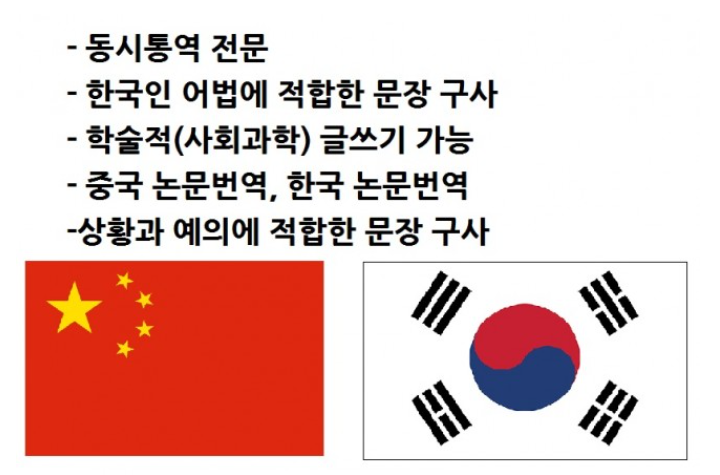 - 동시통역 전문
- 한국인 어법에 적합한 문장 구사
- 학술적(사회과학) 글쓰기 가능
- 중국 논문번역, 한국 논문번역
-상황과 예의에 적합한 문장 구사